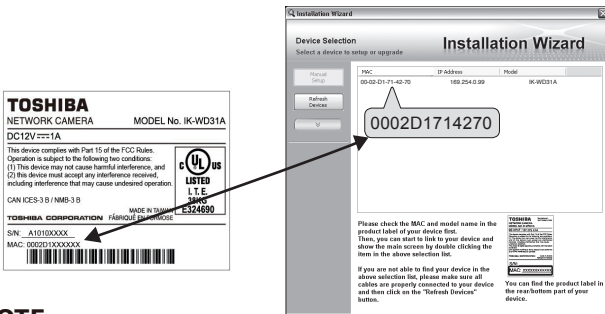 TOSHIBA
NETWORK CAMERA MODEL No. IK-WD31A
DC12V⎓1A
This device complies with Part 15 of the FCC Rules.
Operation is subject to the following two conditions:
(1) This device may not cause harmful interference, and
(2) this device must accept any interference received,
including interference that may cause undesired operation.
c UL us
LISTED
I. T. E.
38KG
E324690
CAN ICES-3 B / NMB-3 B
MADE IN TAIWAN
TOSHIBA CORPORATION FABRIQUÉ EN FORMOSE
S/N: A1010XXXX
MAC: 0002D1XXXXXX
Installation Wizard
Device Selection
Select a device to setup or upgrade
Installation Wizard
Manual
Setup
Refresh
Devices
MAC IP Address Model
00-02-D1-71-42-70 169.254.0.99 IK-WD31A
0002D1714270
Please check the MAC and model name in the
product label of your device first.
Then, you can start to link to your device and
show the main screen by double clicking the
item in the above selection list.
If you are not able to find your device in the
above selection list, please make sure all
cables are properly connected to your device
and then click on the "Refresh Devices"
button.
TOSHIBA
S/N:
MAC: XXXXXXXXXXXX
You can find the product label in
the rear/bottom part of your
device.